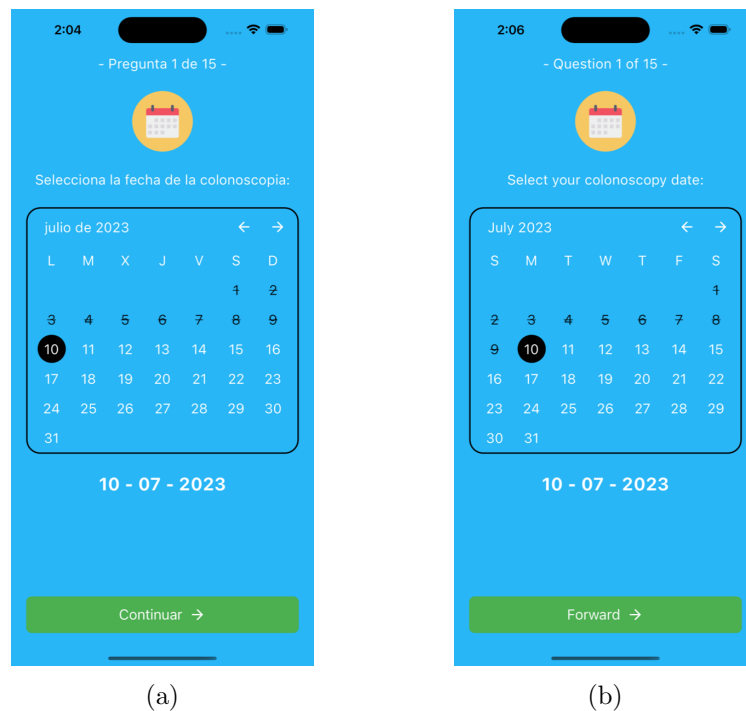 2:04
- Pregunta 1 de 15 -
Selecciona la fecha de la colonoscopia:
julio de 2023 ← →
L M X J V S D
1 2
3 4 5 6 7 8 9
10 11 12 13 14 15 16
17 18 19 20 21 22 23
24 25 26 27 28 29 30
31
10 - 07 - 2023
Continuar →
(a)
2:06
- Question 1 of 15 -
Select your colonoscopy date:
July 2023 ← →
S M T W T F S
1
2 3 4 5 6 7 8
9 10 11 12 13 14 15
16 17 18 19 20 21 22
23 24 25 26 27 28 29
30 31
10 - 07 - 2023
Forward →
(b)